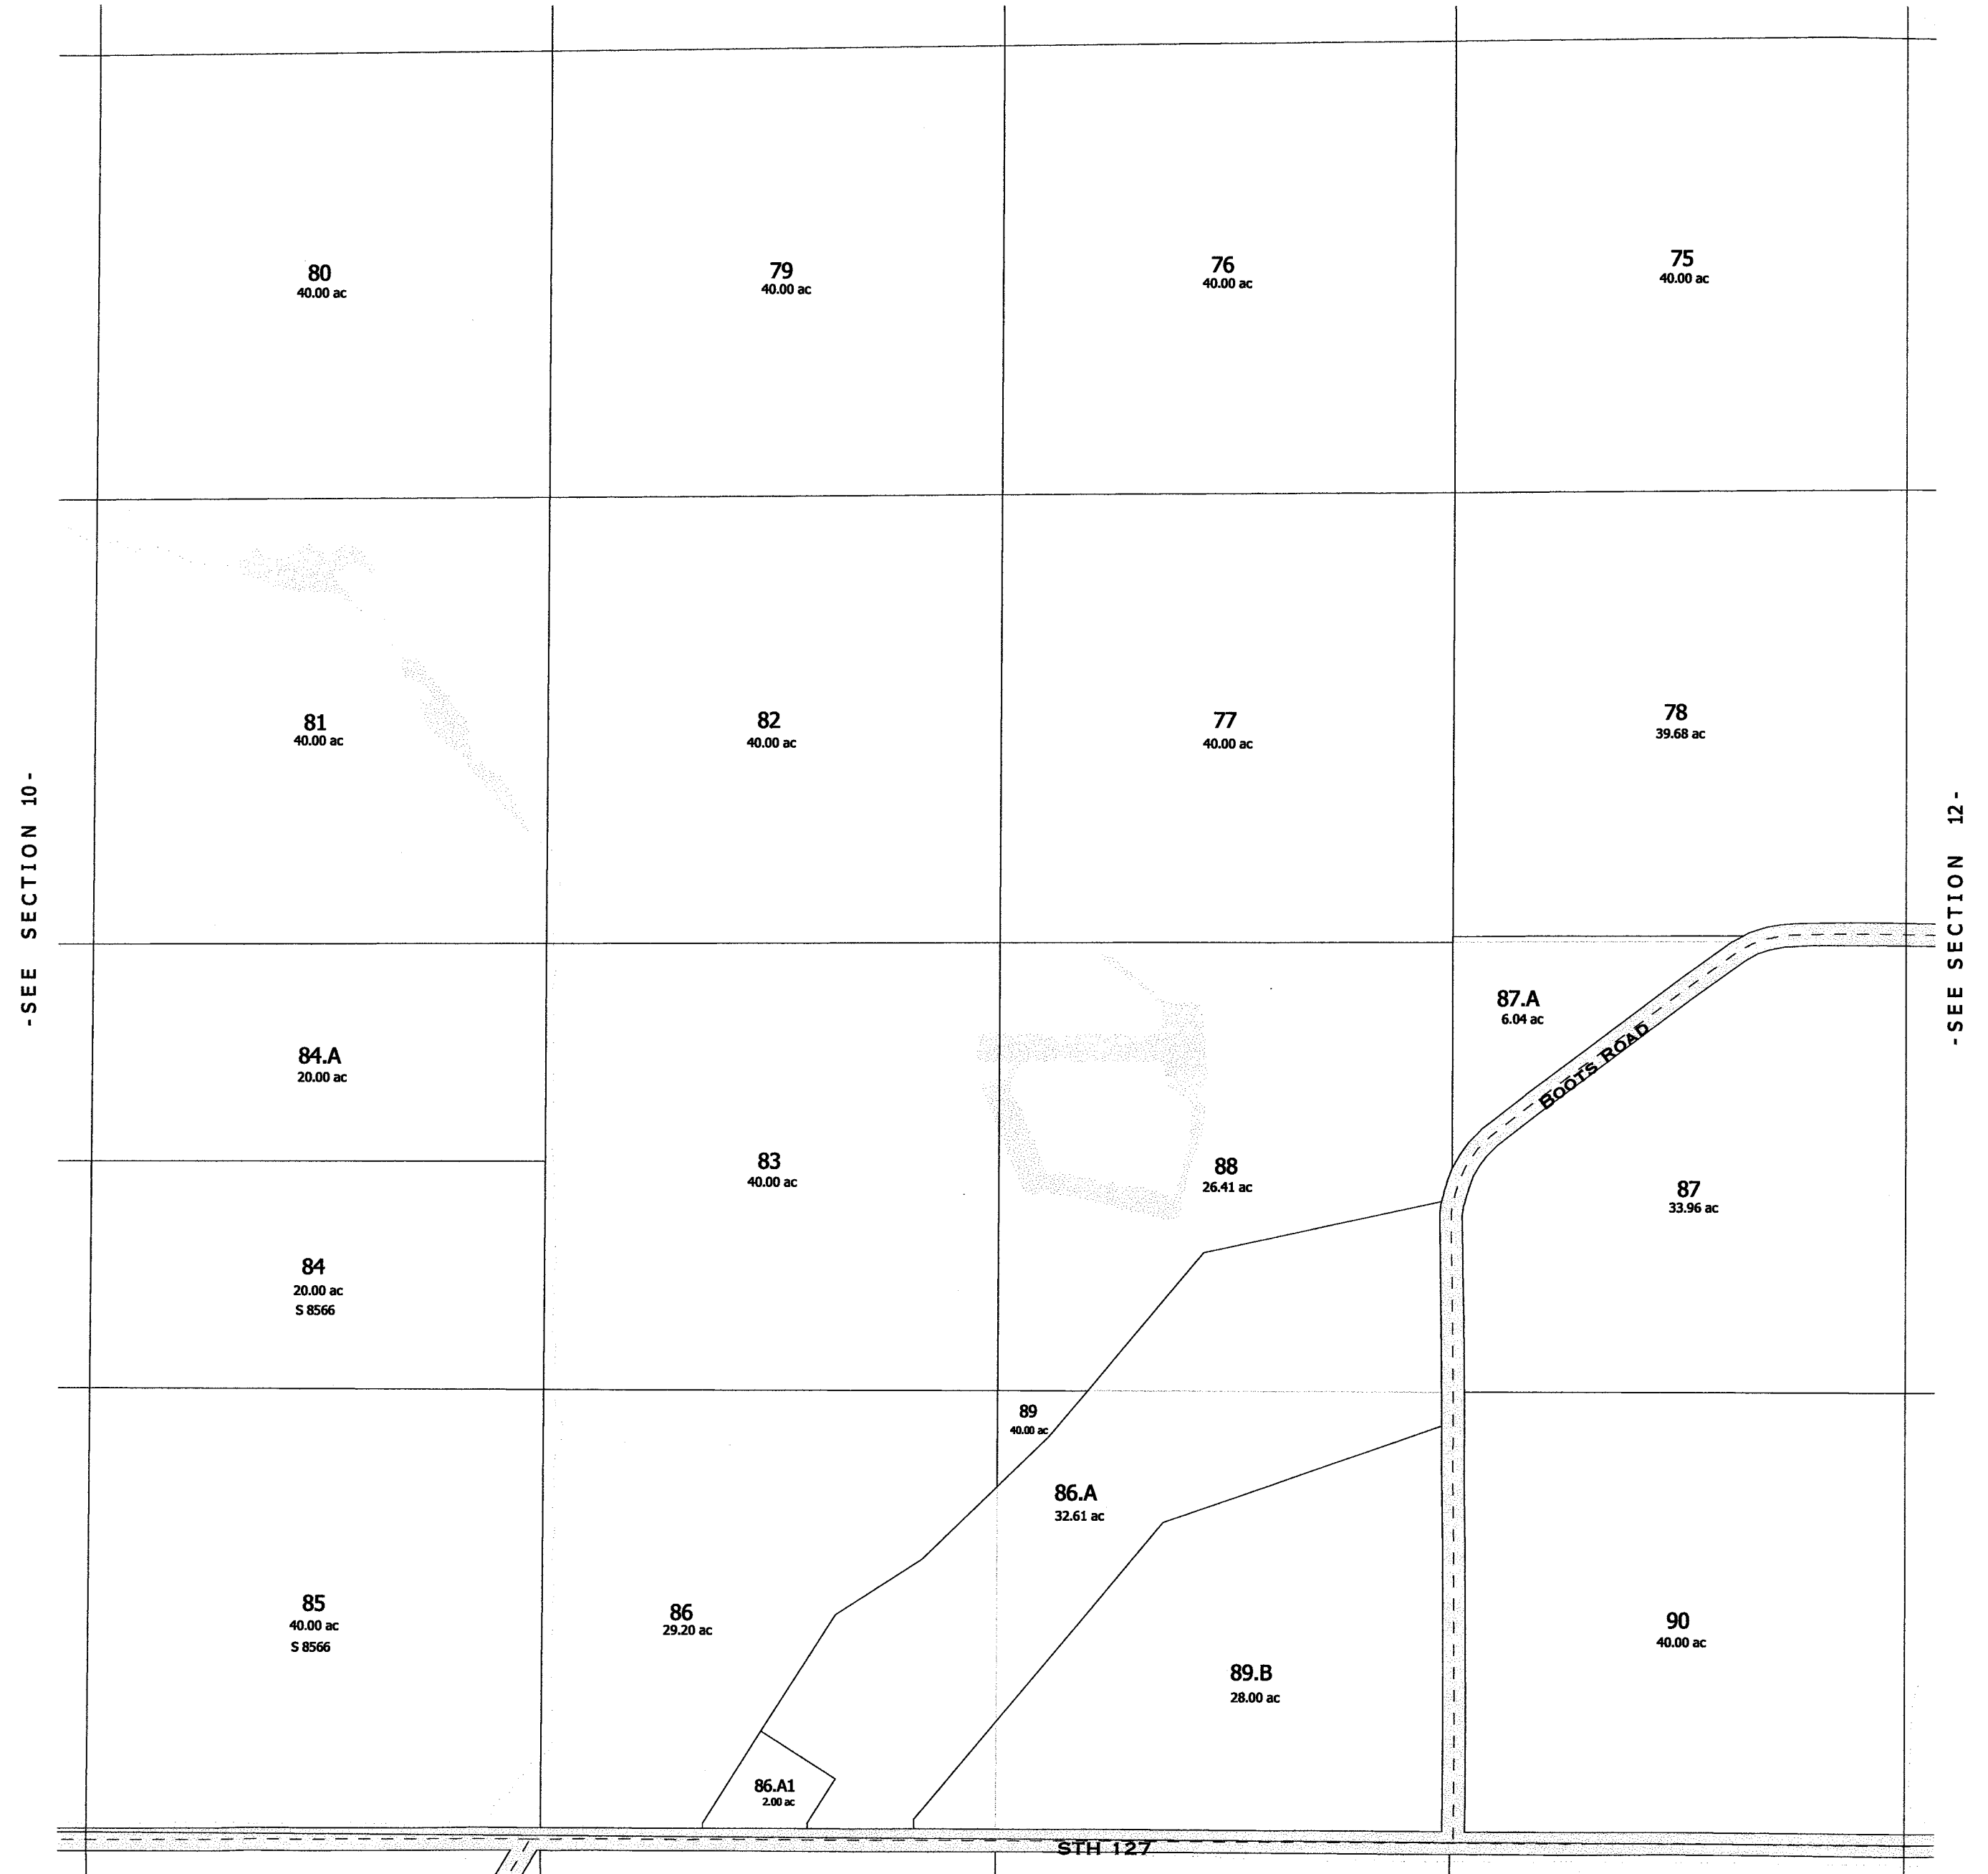 80
40.00 ac
79
40.00 ac
76
40.00 ac
75
40.00 ac
81
40.00 ac
82
40.00 ac
77
40.00 ac
78
39.68 ac
-SEE SECTION 10-
-SEE SECTION 12-
84.A
20.00 ac
87.A
6.04 ac
BOOTS ROAD
83
40.00 ac
88
26.41 ac
87
33.96 ac
84
20.00 ac
S 8566
89
40.00 ac
86.A
32.61 ac
85
40.00 ac
S 8566
86
29.20 ac
90
40.00 ac
89.B
28.00 ac
86.A1
2.00 ac
STH 127